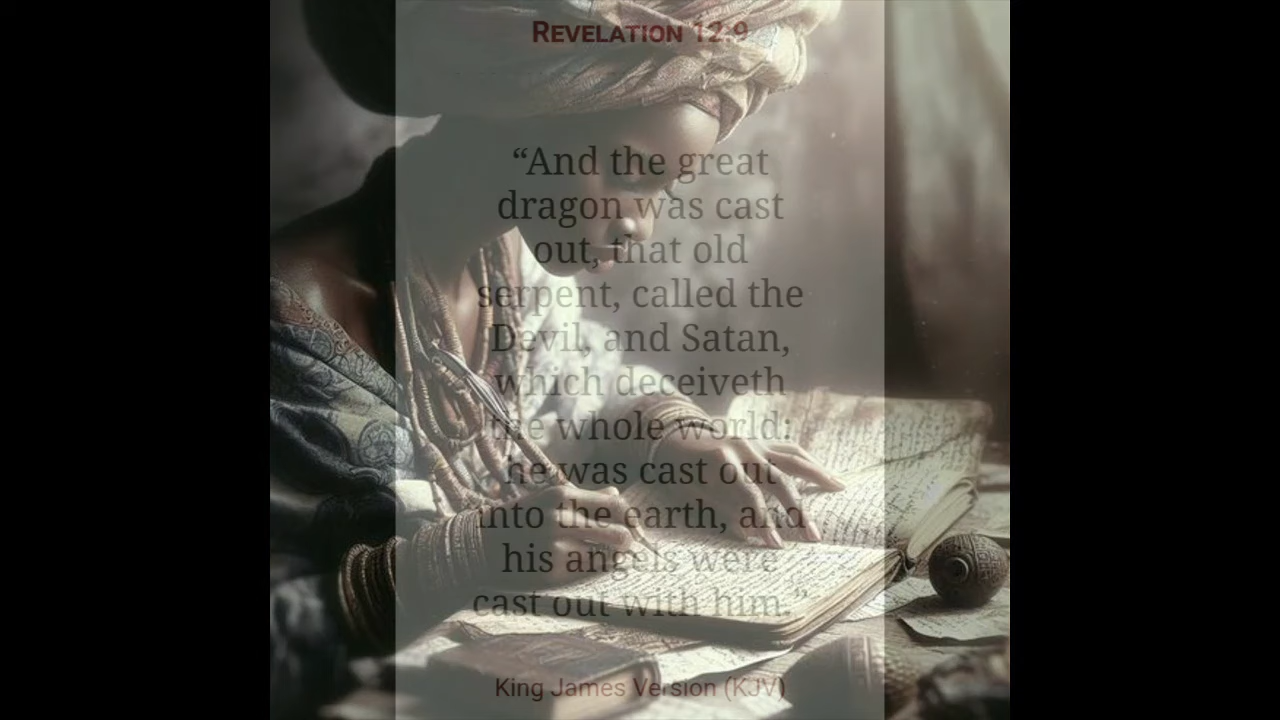 REVELATION 12:9
“And the great
dragon was cast
out, that old
serpent, called the
Devil, and Satan,
which deceiveth
the whole world:
he was cast out
into the earth, and
his angels were
cast out with him.”
King James Version (KJV)